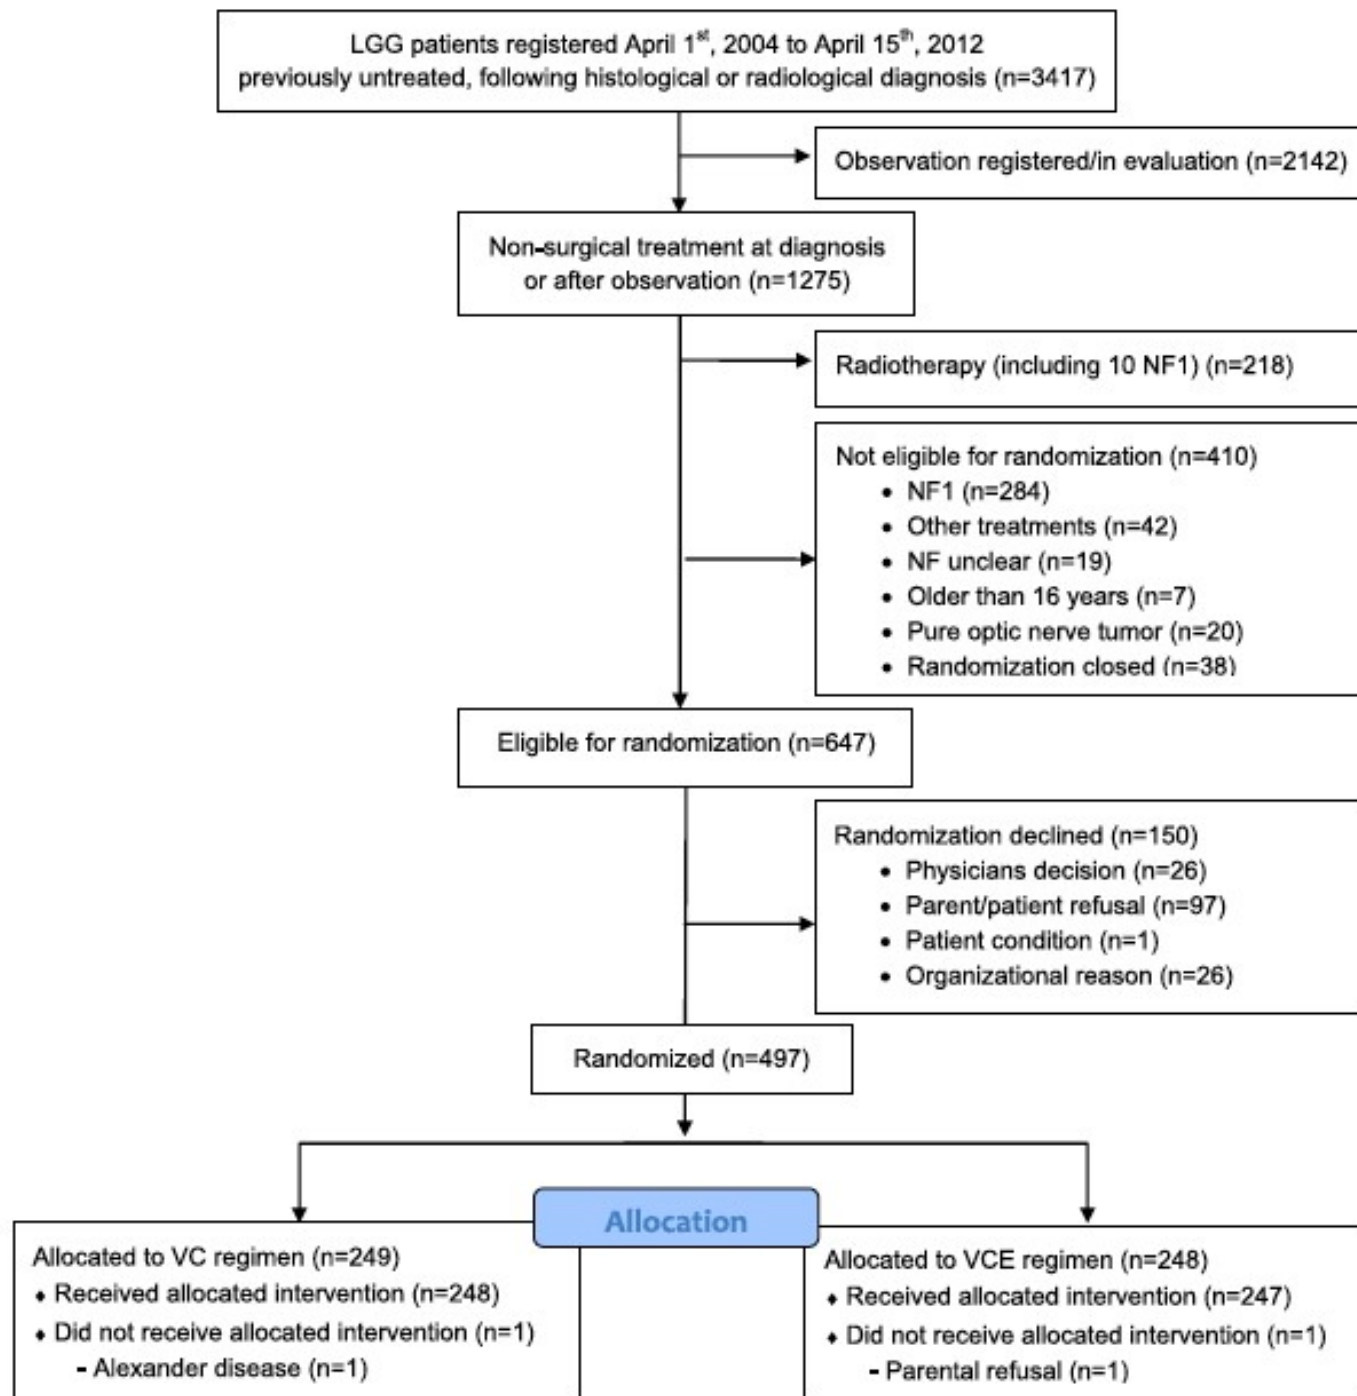 LGG patients registered April 1st, 2004 to April 15th, 2012
previously untreated, following histological or radiological diagnosis (n=3417)
Observation registered/in evaluation (n=2142)
Non-surgical treatment at diagnosis
or after observation (n=1275)
Radiotherapy (including 10 NF1) (n=218)
Not eligible for randomization (n=410)
• NF1 (n=284)
• Other treatments (n=42)
• NF unclear (n=19)
• Older than 16 years (n=7)
• Pure optic nerve tumor (n=20)
• Randomization closed (n=38)
Eligible for randomization (n=647)
Randomization declined (n=150)
• Physicians decision (n=26)
• Parent/patient refusal (n=97)
• Patient condition (n=1)
• Organizational reason (n=26)
Randomized (n=497)
Allocation
Allocated to VC regimen (n=249)
♦ Received allocated intervention (n=248)
♦ Did not receive allocated intervention (n=1)
- Alexander disease (n=1)
Allocated to VCE regimen (n=248)
♦ Received allocated intervention (n=247)
♦ Did not receive allocated intervention (n=1)
- Parental refusal (n=1)